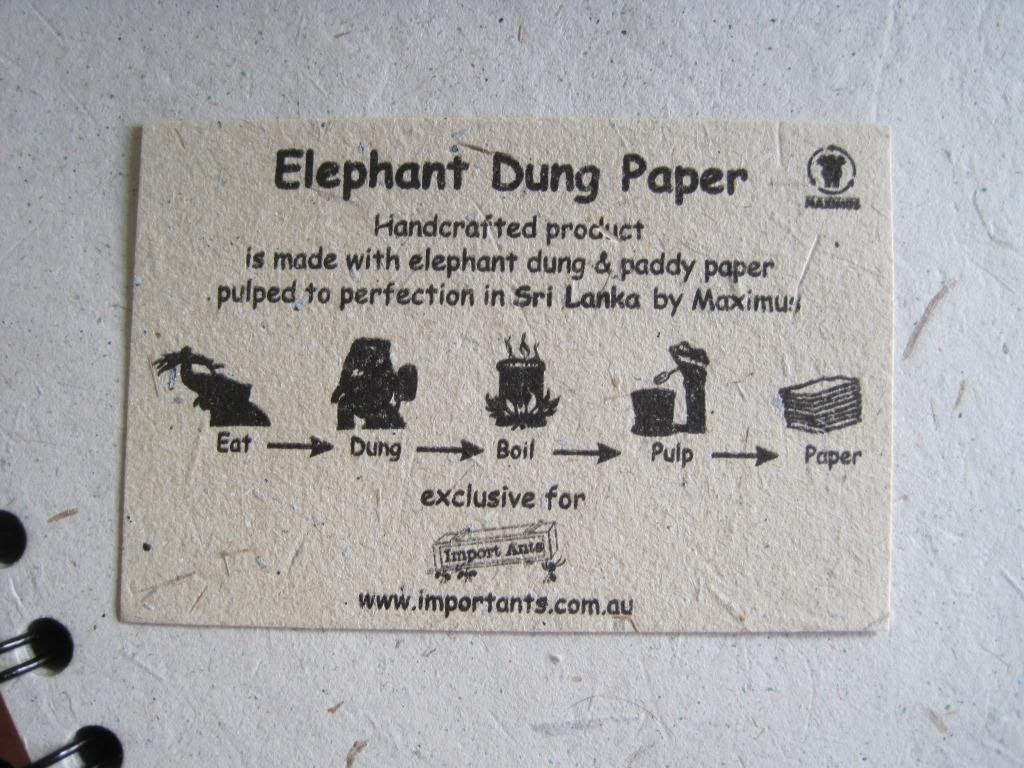 Elephant Dung Paper
MAXIMUS
Handcrafted product
is made with elephant dung & paddy paper
pulped to perfection in Sri Lanka by Maximus
Eat Dung Boil Pulp Paper
exclusive for
Import Ants
www.importants.com.au